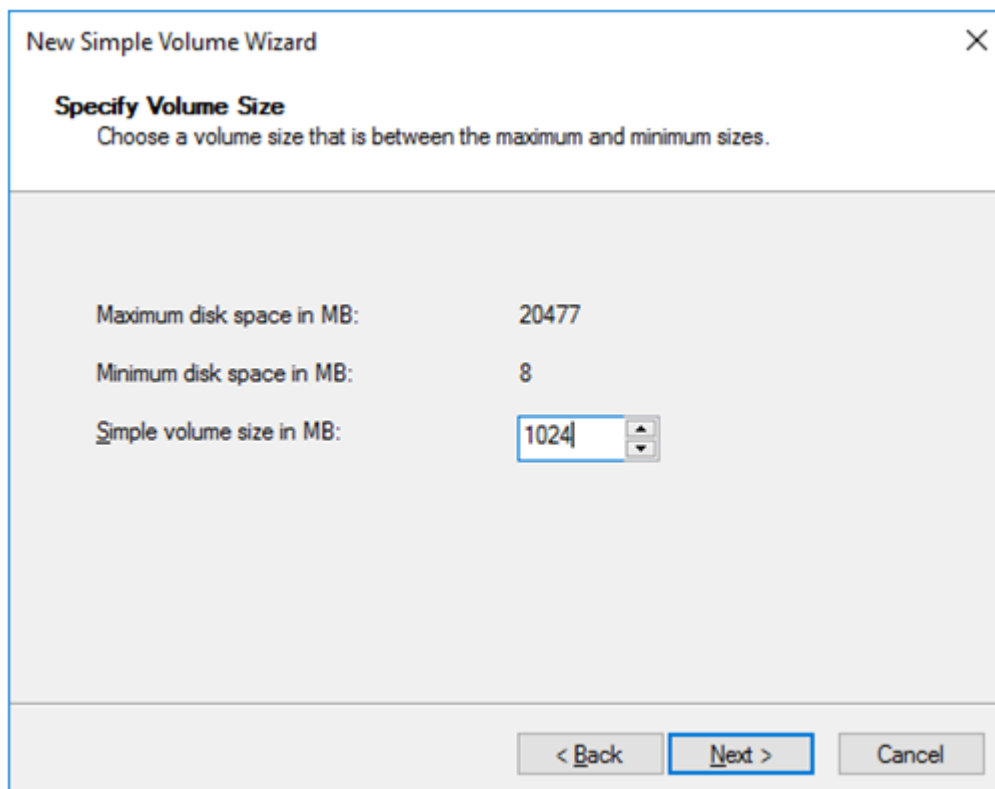 New Simple Volume Wizard
Specify Volume Size
Choose a volume size that is between the maximum and minimum sizes.
Maximum disk space in MB: 20477
Minimum disk space in MB: 8
Simple volume size in MB: 1024
< Back Next > Cancel